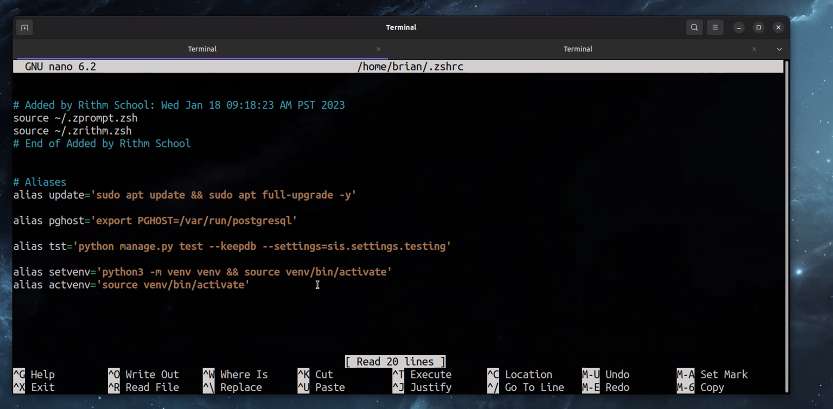 Terminal
Terminal
Terminal
GNU nano 6.2 /home/brian/.zshrc
# Added by Rithm School: Wed Jan 18 09:18:23 AM PST 2023
source ~/.zprompt.zsh
source ~/.zrithm.zsh
# End of Added by Rithm School
# Aliases
alias update='sudo apt update && sudo apt full-upgrade -y'
alias pghost='export PGHOST=/var/run/postgresql'
alias tst='python manage.py test --keepdb --settings=sis.settings.testing'
alias setvenv='python3 -m venv venv && source venv/bin/activate'
alias actvenv='source venv/bin/activate'
[ Read 20 lines ]
^G Help ^O Write Out ^W Where Is ^K Cut ^T Execute ^C Location M-U Undo M-A Set Mark
^X Exit ^R Read File ^\ Replace ^U Paste ^J Justify ^/ Go To Line M-E Redo M-6 Copy